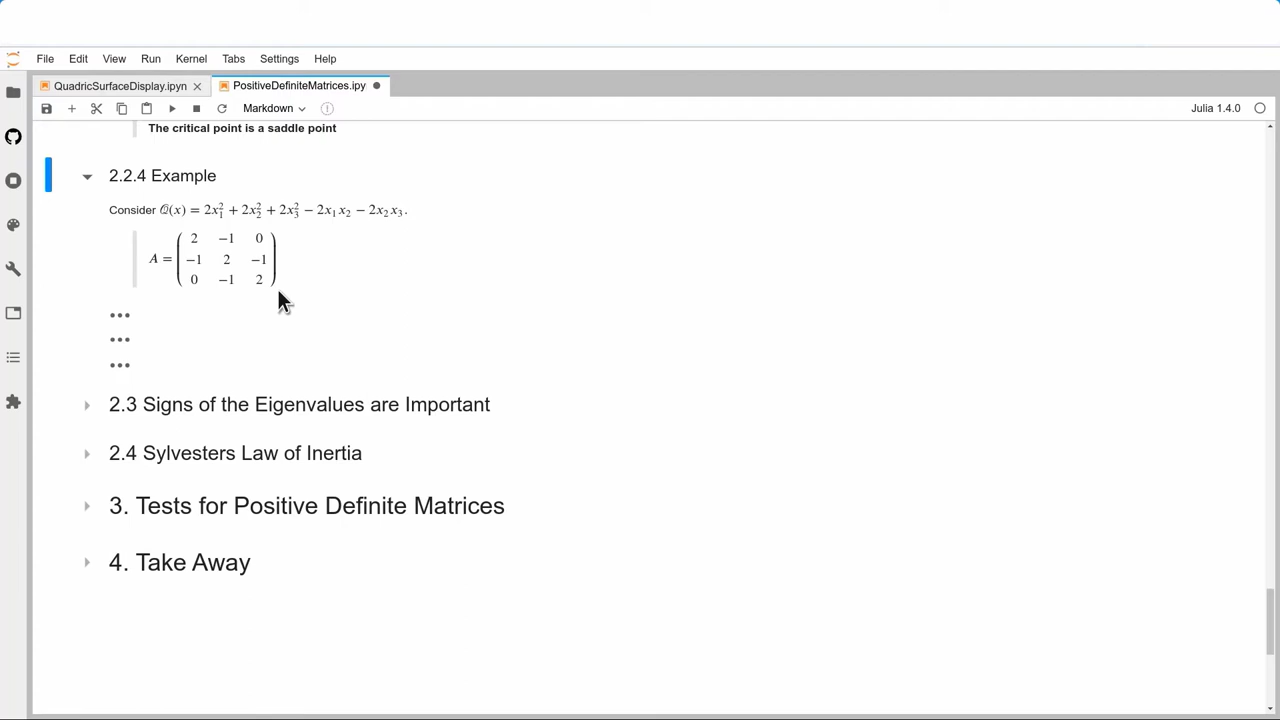 File Edit View Run Kernel Tabs Settings Help
QuadricSurfaceDisplay.ipyn × PositiveDefiniteMatrices.ipy ●
Markdown Julia 1.4.0
The critical point is a saddle point
2.2.4 Example
Consider 𝒬(x) = 2x₁² + 2x₂² + 2x₃² − 2x₁x₂ − 2x₂x₃.
2 −1 0
A = −1 2 −1
0 −1 2
•••
•••
•••
2.3 Signs of the Eigenvalues are Important
2.4 Sylvesters Law of Inertia
3. Tests for Positive Definite Matrices
4. Take Away